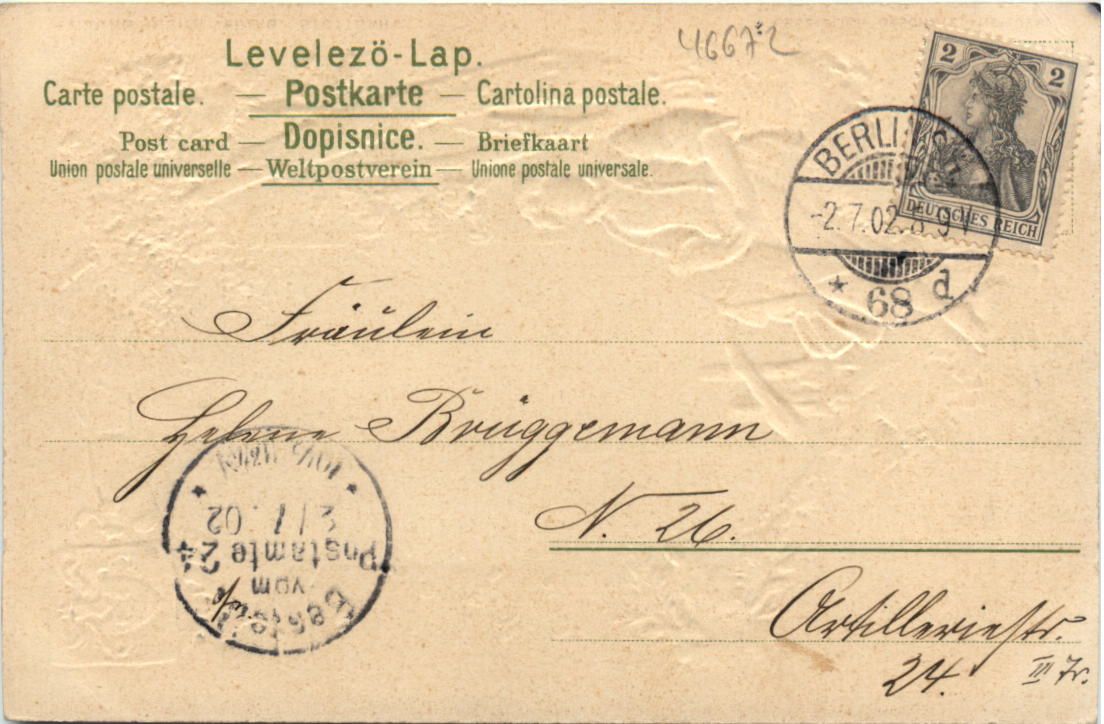 46672
Levelezö-Lap.
Carte postale. — Postkarte — Cartolina postale.
Post card — Dopisnice. — Briefkaart
Union postale universelle — Weltpostverein — Unione postale universale.
2 2
DEUTSCHES REICH
BERLIN
-2.7.02. 8-9V
* 68 d
Fräulein
Helene Brüggemann
N. 26.
Artilleriestr.
24. III Tr.
Bestellt
vom
Postamte 24
2/7.02